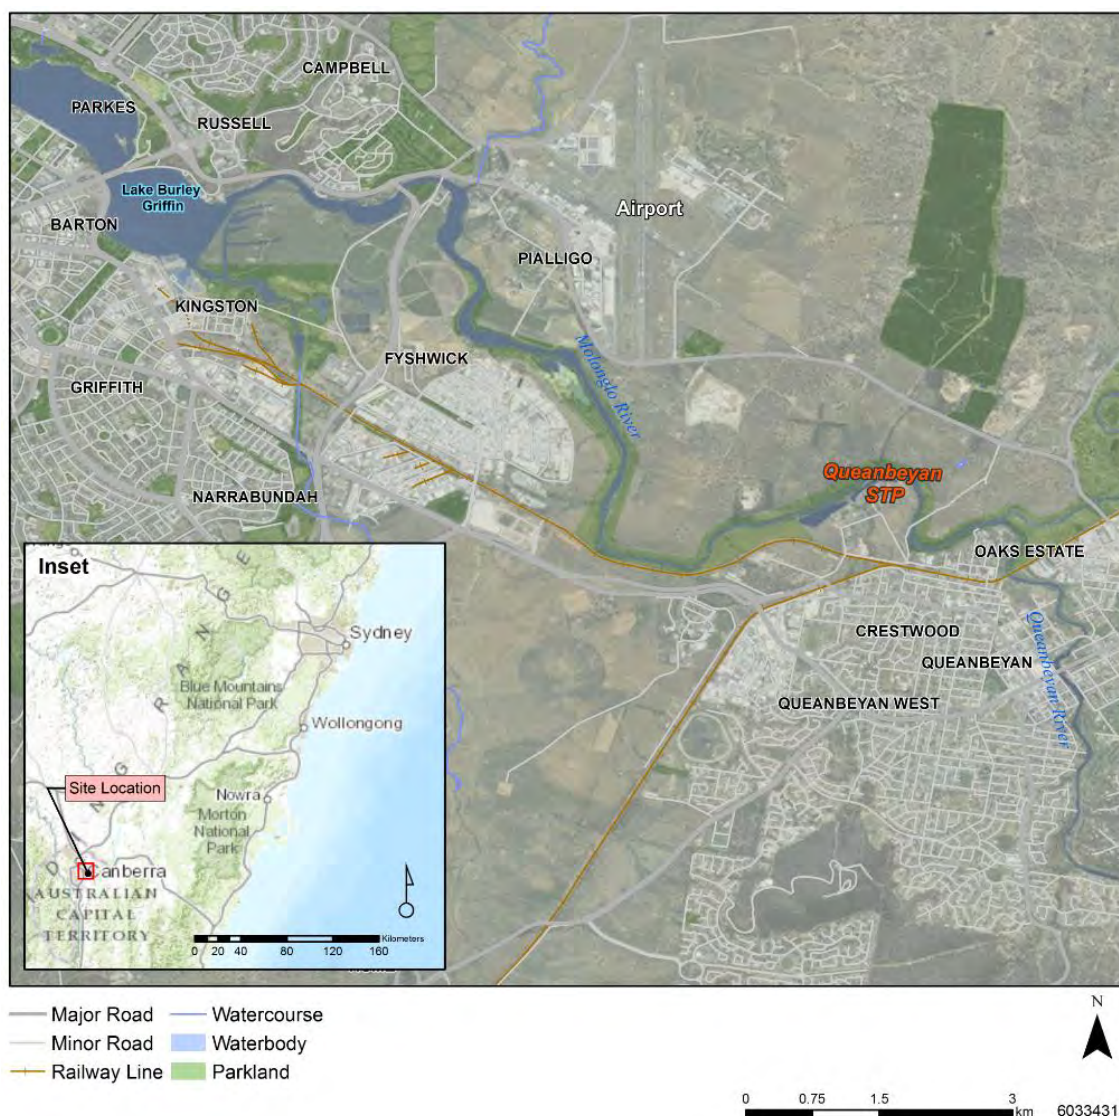 CAMPBELL
PARKES
RUSSELL
Lake Burley
Griffin
Airport
BARTON
PIALLIGO
KINGSTON
Molonglo River
FYSHWICK
GRIFFITH
Queanbeyan
STP
NARRABUNDAH
OAKS ESTATE
CRESTWOOD
QUEANBEYAN
Queanbeyan River
QUEANBEYAN WEST
Inset
RANGE
Sydney
Blue Mountains
National Park
Wollongong
DIVIDING
Site Location
Nowra
Morton
National
Park
Canberra
AUSTRALIAN
CAPITAL
TERRITORY
Kilometers
0 20 40 80 120 160
Major Road
Watercourse
Minor Road
Waterbody
Railway Line
Parkland
N
0 0.75 1.5 3
km
6033431